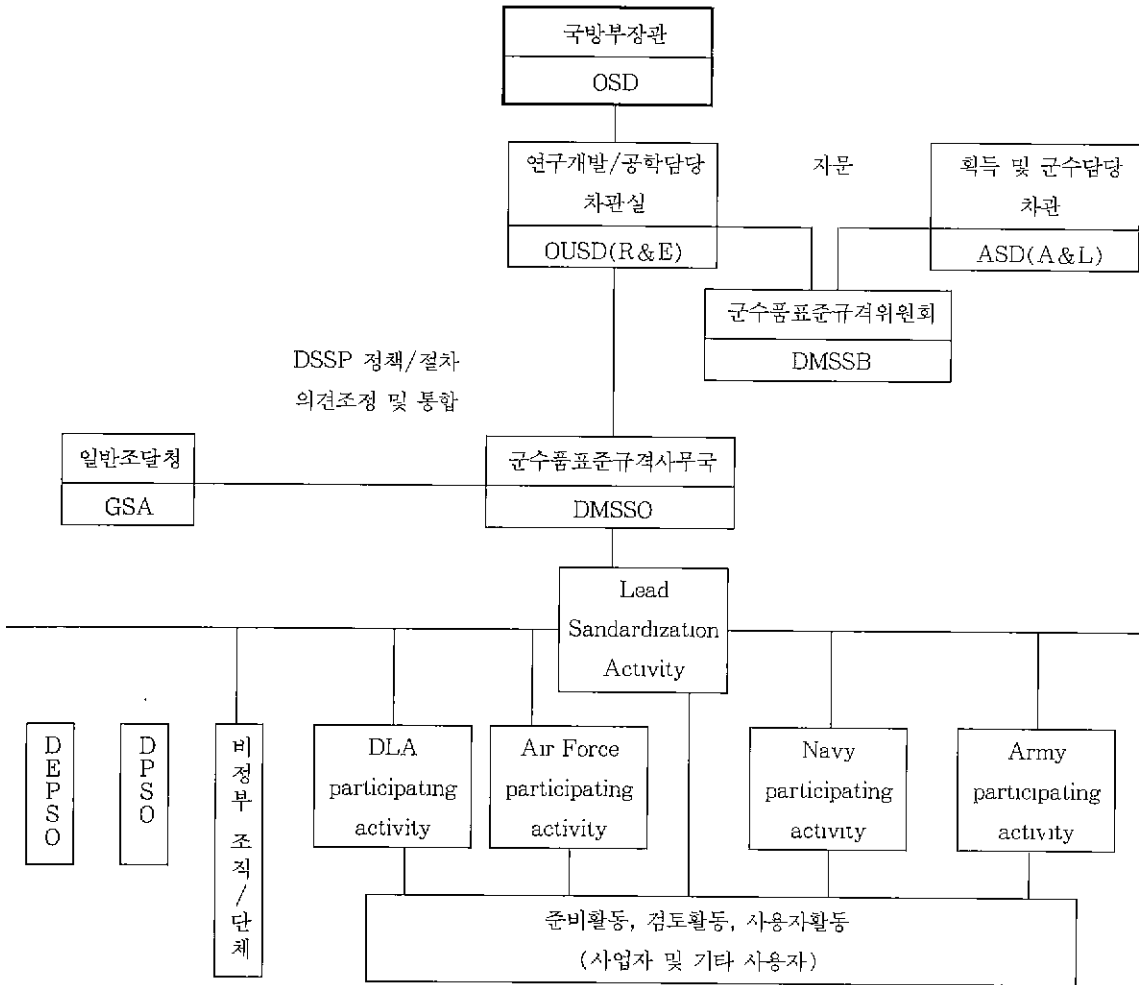 국방부장관
OSD
연구개발/공학담당
차관실
OUSD(R&E)
자문
획득 및 군수담당
차관
ASD(A&L)
군수품표준규격위원회
DMSSB
DSSP 정책/절차
의견조정 및 통합
일반조달청
GSA
군수품표준규격사무국
DMSSO
Lead
Sandardization
Activity
DEPSO
DPSO
비정부 조직/단체
DLA
participating
activity
Air Force
participating
activity
Navy
participating
activity
Army
participating
activity
준비활동, 검토활동, 사용자활동
(사업자 및 기타 사용자)